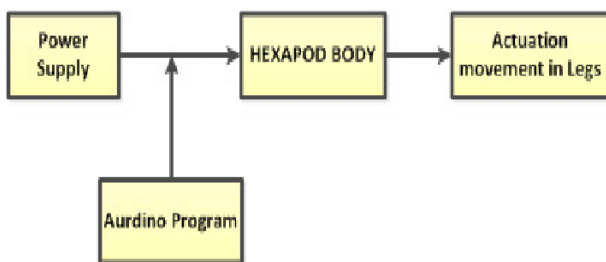 Power
Supply
HEXAPOD BODY
Actuation
movement in Legs
Aurdino Program